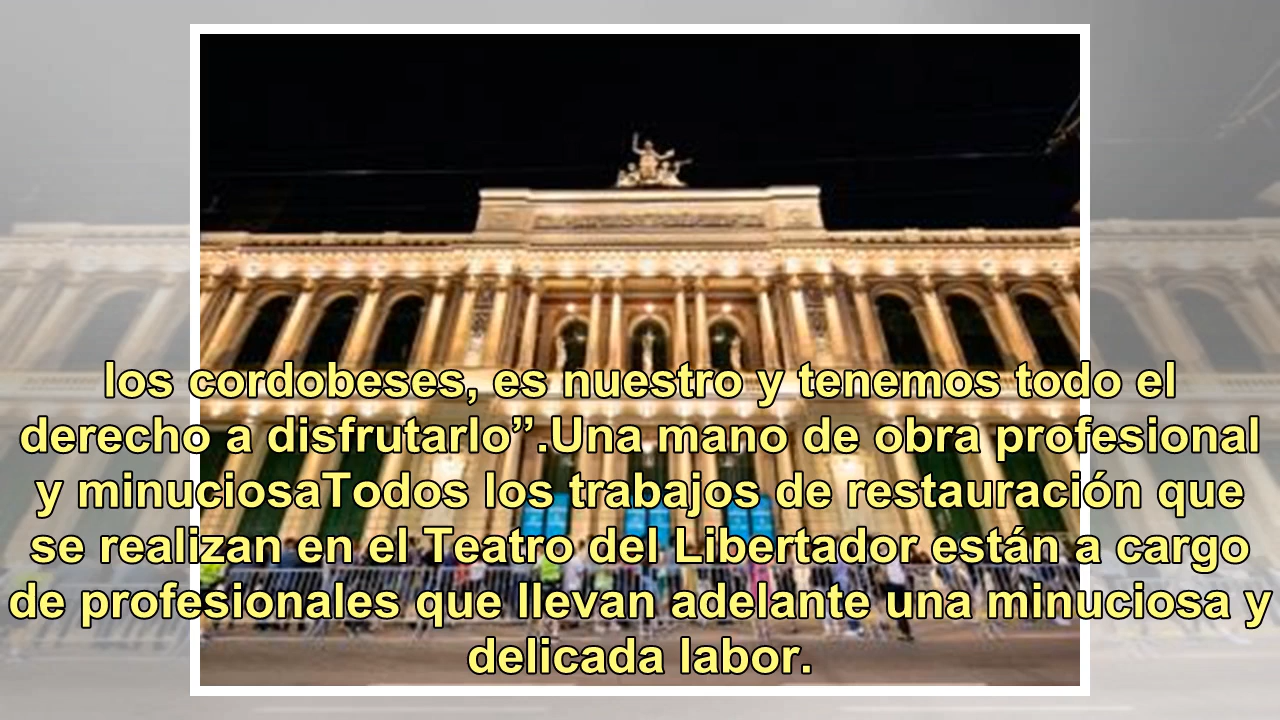 los cordobeses, es nuestro y tenemos todo el
derecho a disfrutarlo”.Una mano de obra profesional
y minuciosaTodos los trabajos de restauración que
se realizan en el Teatro del Libertador están a cargo
de profesionales que llevan adelante una minuciosa y
delicada labor.